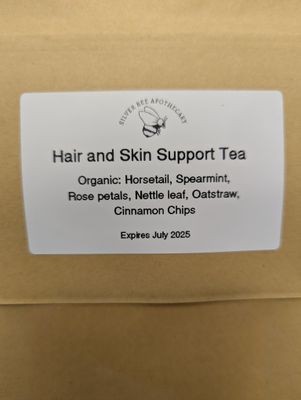 SILVER BEE APOTHECARY
Hair and Skin Support Tea
Organic: Horsetail, Spearmint,
Rose petals, Nettle leaf, Oatstraw,
Cinnamon Chips
Expires July 2025